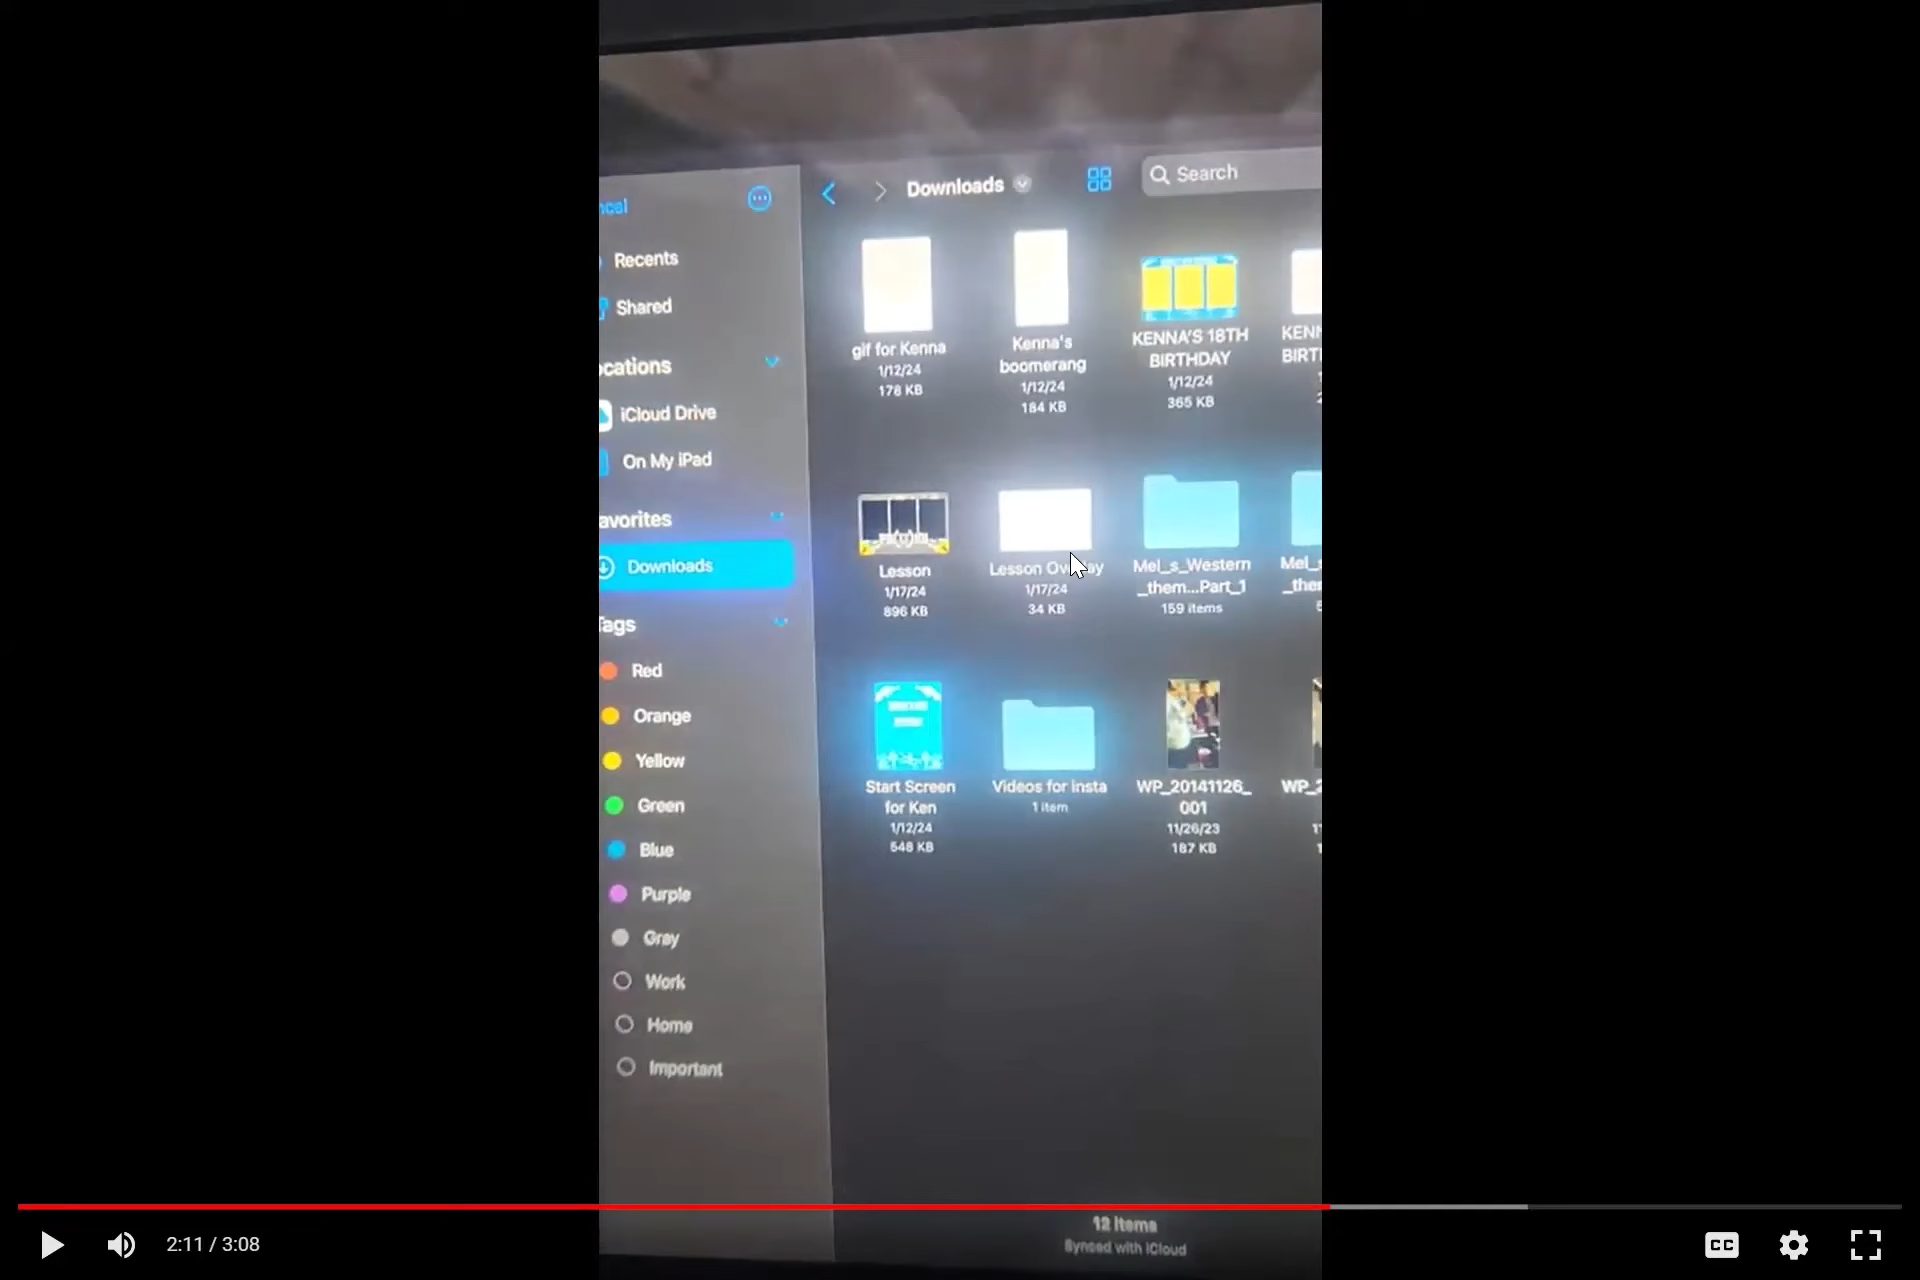 Downloads
Search
Recents
Shared
iCloud Drive
On My iPad
Downloads
Red
Orange
Yellow
Green
Blue
Purple
Gray
Work
Home
Important
gif for Kenna
1/12/24
178 KB
Kenna's
boomerang
1/12/24
184 KB
KENNA'S 18TH
BIRTHDAY
1/12/24
365 KB
Lesson
1/17/24
896 KB
Lesson
1/17/24
34 KB
Mel_s_Western
_them...Part_1
159 items
Start Screen
for Ken
1/12/24
548 KB
Videos for insta
1 item
WP_20141126_
001
11/26/23
187 KB
12 items
Synced with iCloud
2:11 / 3:08
CC